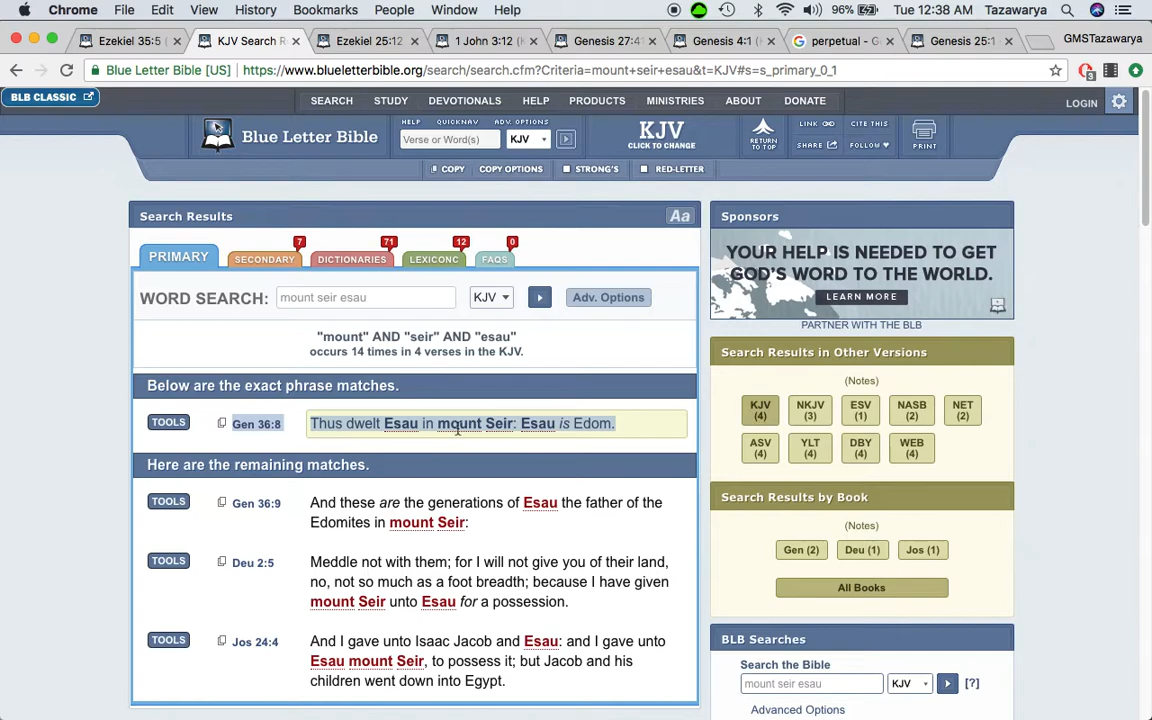 Chrome File Edit View History Bookmarks People Window Help 96% Tue 12:38 AM Tazawarya
Ezekiel 35:5 KJV Search R Ezekiel 25:12 1 John 3:12 ( Genesis 27:4 Genesis 4:1 ( perpetual - G Genesis 25:1 GMSTazawarya
Blue Letter Bible [US] https://www.blueletterbible.org/search/search.cfm?Criteria=mount+seir+esau&t=KJV#s=s_primary_0_1 3
BLB CLASSIC SEARCH STUDY DEVOTIONALS HELP PRODUCTS MINISTRIES ABOUT DONATE LOGIN
HELP QUICKNAV ADV. OPTIONS LINK CITE THIS
Blue Letter Bible Verse or Word(s) KJV KJV
CLICK TO CHANGE RETURN TO TOP SHARE FOLLOW PRINT
COPY COPY OPTIONS STRONG'S RED-LETTER
Search Results Aa
7 71 12 0
PRIMARY SECONDARY DICTIONARIES LEXICONC FAQS
WORD SEARCH: mount seir esau KJV Adv. Options
"mount" AND "seir" AND "esau"
occurs 14 times in 4 verses in the KJV.
Below are the exact phrase matches.
TOOLS Gen 36:8 Thus dwelt Esau in mount Seir: Esau is Edom.
Here are the remaining matches.
TOOLS Gen 36:9 And these are the generations of Esau the father of the
Edomites in mount Seir:
TOOLS Deu 2:5 Meddle not with them; for I will not give you of their land,
no, not so much as a foot breadth; because I have given
mount Seir unto Esau for a possession.
TOOLS Jos 24:4 And I gave unto Isaac Jacob and Esau: and I gave unto
Esau mount Seir, to possess it; but Jacob and his
children went down into Egypt.
Sponsors
YOUR HELP IS NEEDED TO GET
GOD'S WORD TO THE WORLD.
LEARN MORE
PARTNER WITH THE BLB
Search Results in Other Versions
(Notes)
KJV NKJV ESV NASB NET
(4) (3) (1) (2) (2)
ASV YLT DBY WEB
(4) (4) (4) (4)
Search Results by Book
(Notes)
Gen (2) Deu (1) Jos (1)
All Books
BLB Searches
Search the Bible
mount seir esau KJV [?]
Advanced Options